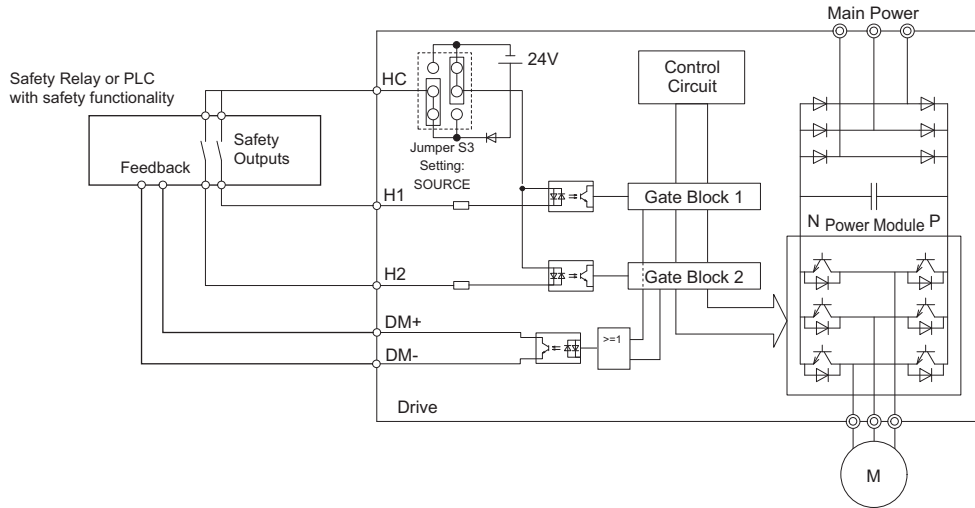 Main Power
Safety Relay or PLC
with safety functionality
HC
24V
Control
Circuit
Safety
Outputs
Feedback
Jumper S3
Setting:
SOURCE
H1
Gate Block 1
N Power Module P
H2
Gate Block 2
DM+
>=1
DM-
Drive
M